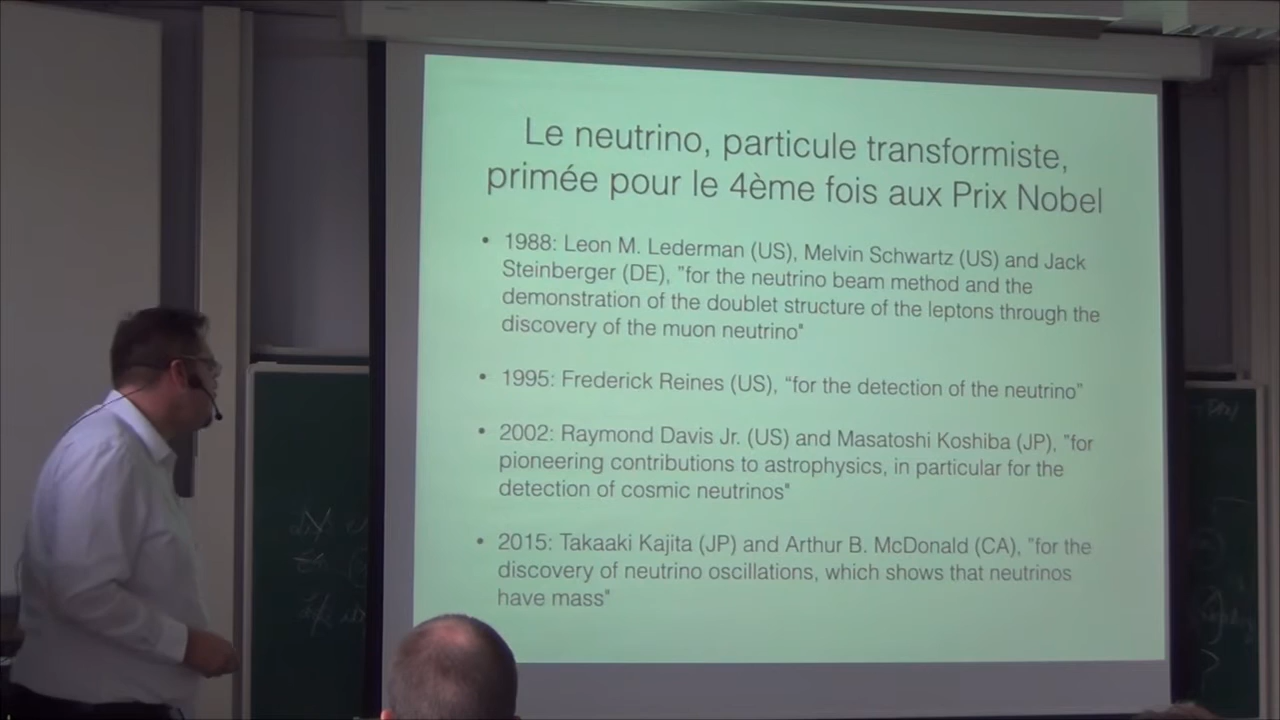 Le neutrino, particule transformiste,
primée pour le 4ème fois aux Prix Nobel
• 1988: Leon M. Lederman (US), Melvin Schwartz (US) and Jack
Steinberger (DE), "for the neutrino beam method and the
demonstration of the doublet structure of the leptons through the
discovery of the muon neutrino"
• 1995: Frederick Reines (US), “for the detection of the neutrino”
• 2002: Raymond Davis Jr. (US) and Masatoshi Koshiba (JP), "for
pioneering contributions to astrophysics, in particular for the
detection of cosmic neutrinos"
• 2015: Takaaki Kajita (JP) and Arthur B. McDonald (CA), "for the
discovery of neutrino oscillations, which shows that neutrinos
have mass"